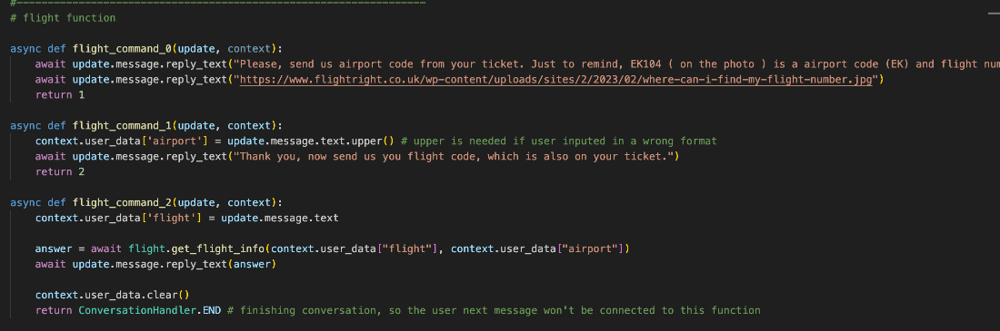 #------------------------------------------------------------------
# flight function
async def flight_command_0(update, context):
await update.message.reply_text("Please, send us airport code from your ticket. Just to remind, EK104 ( on the photo ) is a airport code (EK) and flight
await update.message.reply_text("https://www.flightright.co.uk/wp-content/uploads/sites/2/2023/02/where-can-i-find-my-flight-number.jpg")
return 1
async def flight_command_1(update, context):
context.user_data['airport'] = update.message.text.upper() # upper is needed if user inputed in a wrong format
await update.message.reply_text("Thank you, now send us you flight code, which is also on your ticket.")
return 2
async def flight_command_2(update, context):
context.user_data['flight'] = update.message.text
answer = await flight.get_flight_info(context.user_data["flight"], context.user_data["airport"])
await update.message.reply_text(answer)
context.user_data.clear()
return ConversationHandler.END # finishing conversation, so the user next message won't be connected to this function